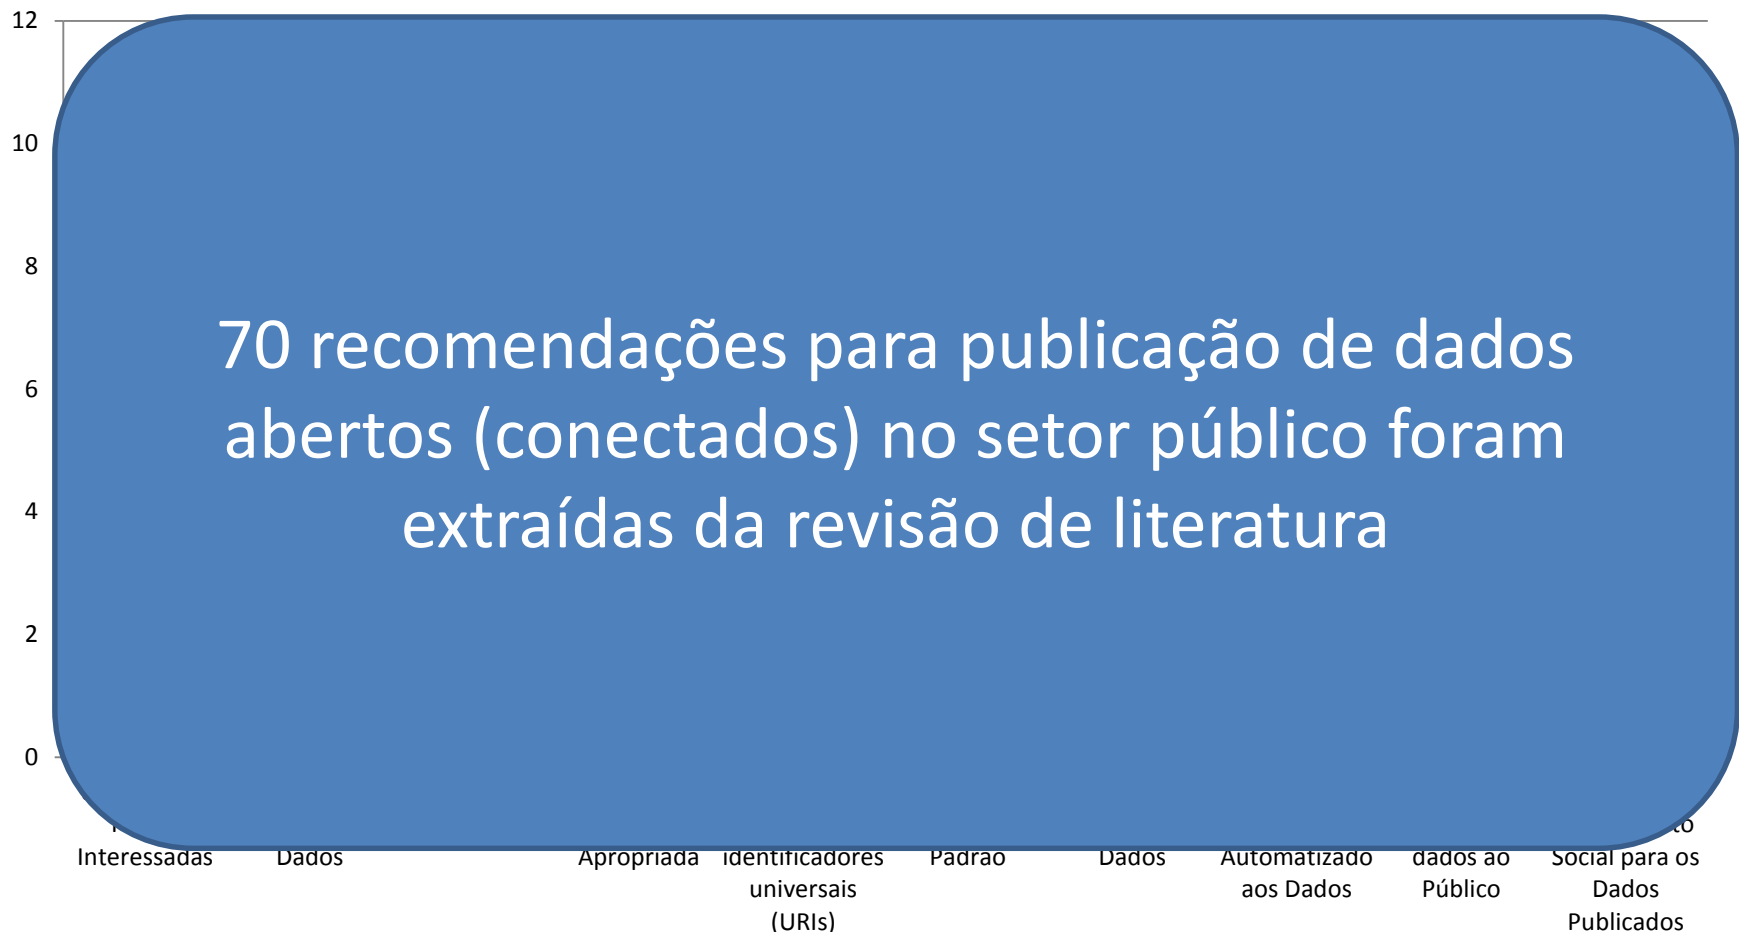 12
10
8
6
4
2
0
70 recomendações para publicação de dados
abertos (conectados) no setor público foram
extraídas da revisão de literatura
Interessadas
Dados
Apropriada
identificadores
universais
(URIs)
Padrão
Dados
Automatizado
aos Dados
dados ao
Público
Social para os
Dados
Publicados